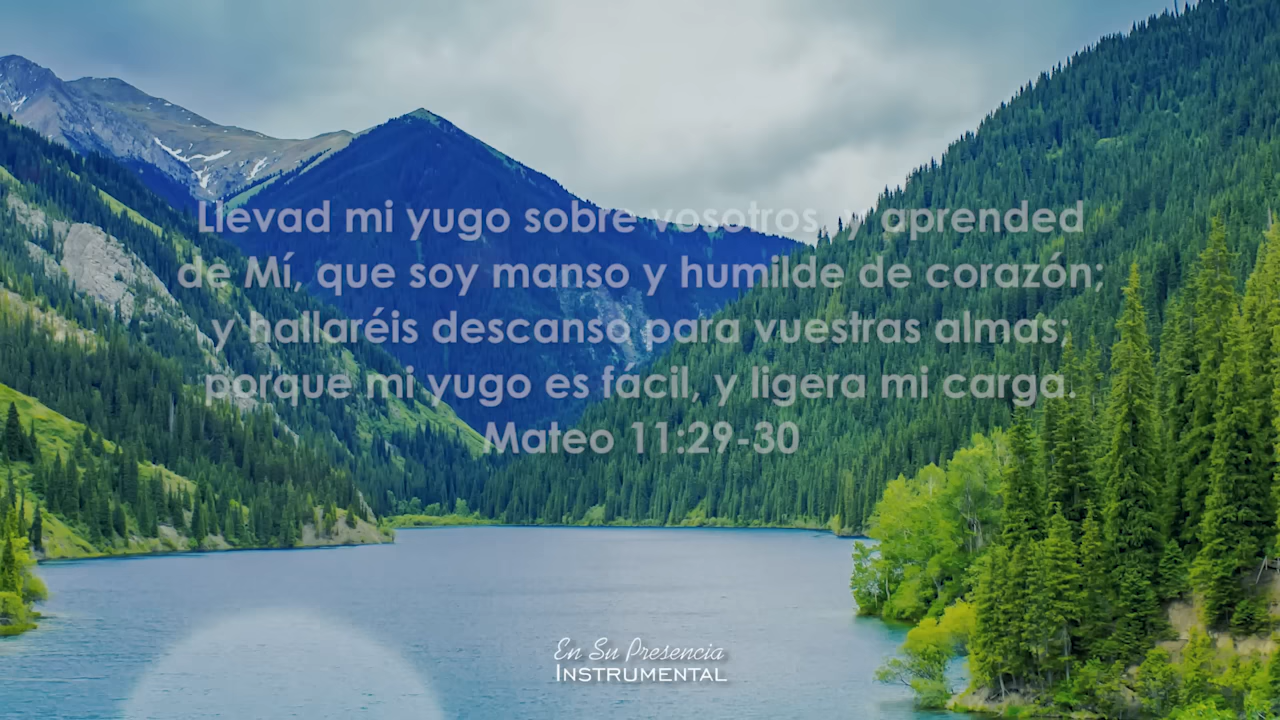 Llevad mi yugo sobre vosotros, y aprended
de Mí, que soy manso y humilde de corazón;
y hallaréis descanso para vuestras almas;
porque mi yugo es fácil, y ligera mi carga.
Mateo 11:29-30
En Su Presencia
INSTRUMENTAL